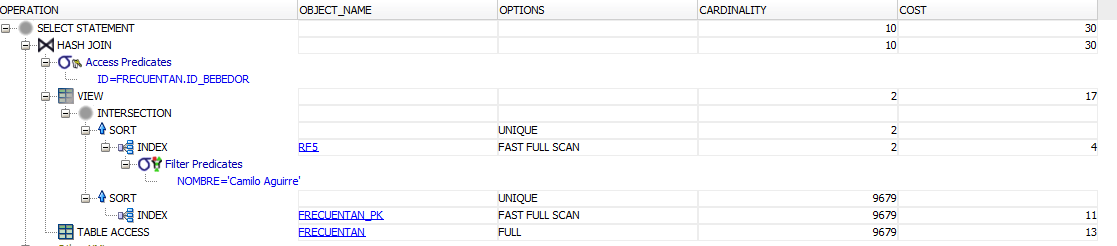 OPERATION OBJECT_NAME OPTIONS CARDINALITY COST
SELECT STATEMENT 10 30
HASH JOIN 10 30
Access Predicates
ID=FRECUENTAN.ID_BEBEDOR
VIEW 2 17
INTERSECTION
SORT UNIQUE 2
INDEX RF5 FAST FULL SCAN 2 4
Filter Predicates
NOMBRE='Camilo Aguirre'
SORT UNIQUE 9679
INDEX FRECUENTAN_PK FAST FULL SCAN 9679 11
TABLE ACCESS FRECUENTAN FULL 9679 13